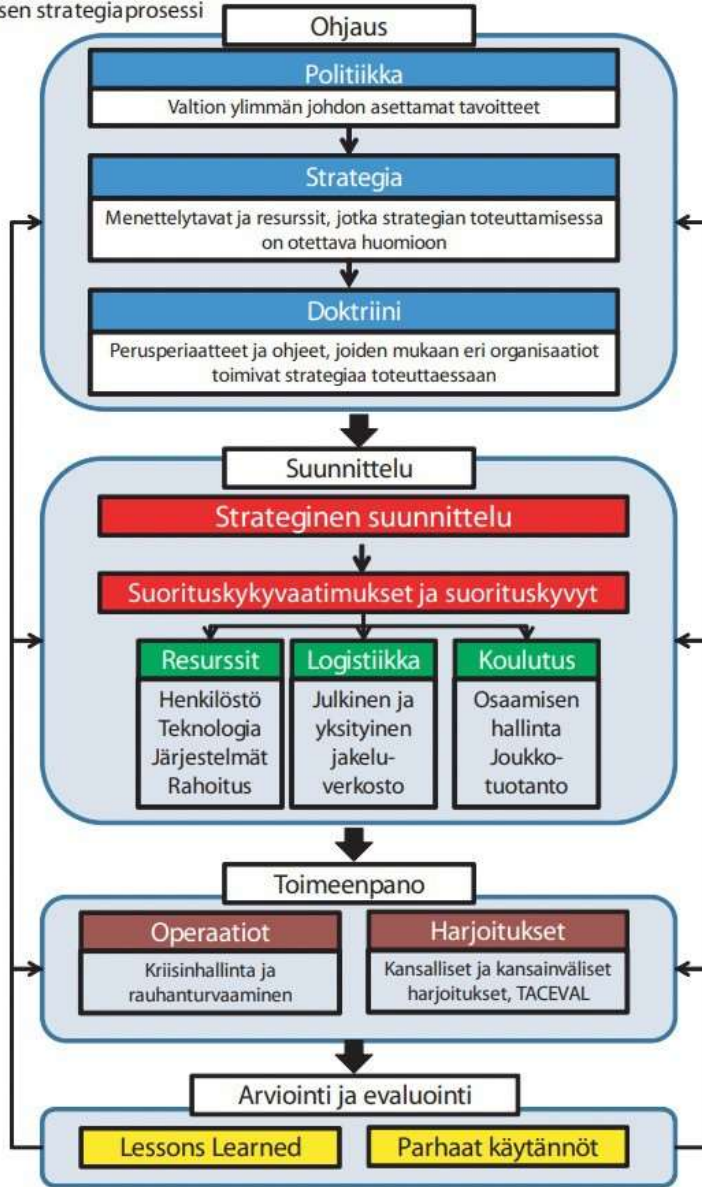 sen strategiaprosessi
Ohjaus
Politiikka
Valtion ylimmän johdon asettamat tavoitteet
Strategia
Menettelytavat ja resurssit, jotka strategian toteuttamisessa
on otettava huomioon
Doktriini
Perusperiaatteet ja ohjeet, joiden mukaan eri organisaatiot
toimivat strategiaa toteuttaessaan
Suunnittelu
Strateginen suunnittelu
Suorituskykyvaatimukset ja suorituskyvyt
Resurssit
Henkilöstö
Teknologia
Järjestelmät
Rahoitus
Logistiikka
Julkinen ja
yksityinen
jakelu-
verkosto
Koulutus
Osaamisen
hallinta
Joukko-
tuotanto
Toimeenpano
Operaatiot
Kriisinhallinta ja
rauhanturvaaminen
Harjoitukset
Kansalliset ja kansainväliset
harjoitukset, TACEVAL
Arviointi ja evaluointi
Lessons Learned
Parhaat käytännöt